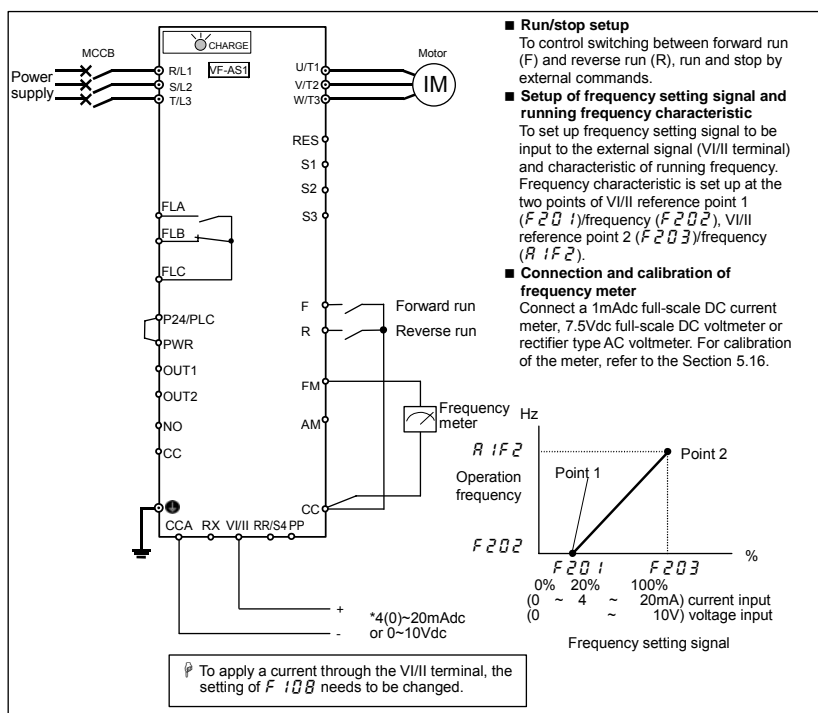 CHARGE
MCCB
Motor
Power
supply
R/L1
S/L2
T/L3
VF-AS1
U/T1
V/T2
W/T3
IM
RES
S1
S2
S3
FLA
FLB
FLC
P24/PLC
PWR
OUT1
OUT2
NO
CC
F
R
Forward run
Reverse run
FM
AM
Frequency
meter
CC
CCA RX VI/II RR/S4 PP
+
-
*4(0)~20mAdc
or 0~10Vdc
To apply a current through the VI/II terminal, the
setting of F108 needs to be changed.
■ Run/stop setup
To control switching between forward run
(F) and reverse run (R), run and stop by
external commands.
■ Setup of frequency setting signal and
running frequency characteristic
To set up frequency setting signal to be
input to the external signal (VI/II terminal)
and characteristic of running frequency.
Frequency characteristic is set up at the
two points of VI/II reference point 1
(F201)/frequency (F202), VI/II
reference point 2 (F203)/frequency
(A1F2).
■ Connection and calibration of
frequency meter
Connect a 1mAdc full-scale DC current
meter, 7.5Vdc full-scale DC voltmeter or
rectifier type AC voltmeter. For calibration
of the meter, refer to the Section 5.16.
Hz
A1F2
Operation
frequency
Point 1
Point 2
F202
%
F201 F203
0% 20% 100%
(0 ~ 4 ~ 20mA) current input
(0 ~ 10V) voltage input
Frequency setting signal